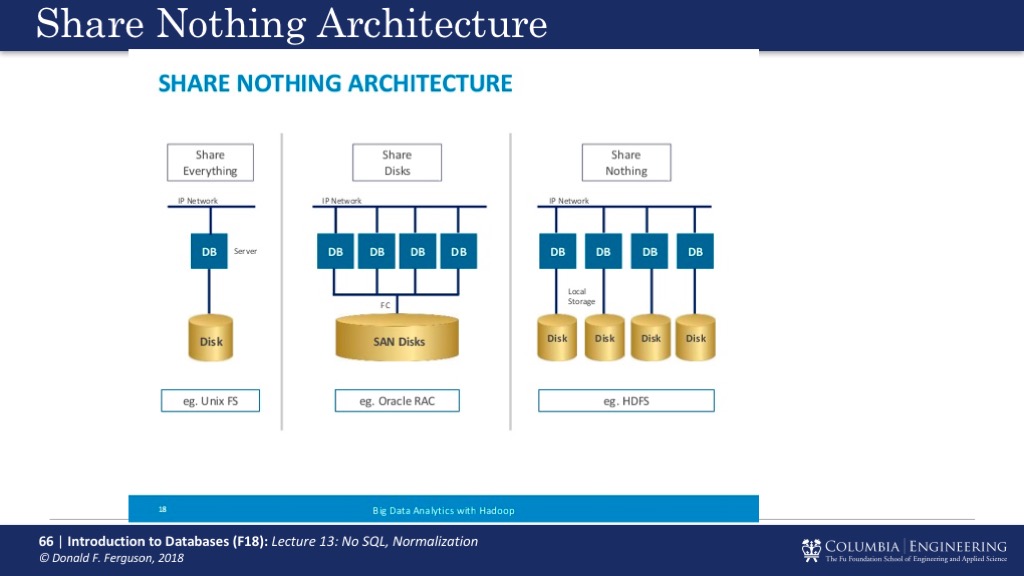 Share Nothing Architecture
SHARE NOTHING ARCHITECTURE
Share
Everything
IP Network
DB
Server
Disk
eg. Unix FS
Share
Disks
IP Network
DB
DB
DB
DB
FC
SAN Disks
eg. Oracle RAC
Share
Nothing
IP Network
DB
DB
DB
DB
Local
Storage
Disk
Disk
Disk
Disk
eg. HDFS
18
Big Data Analytics with Hadoop
66 | Introduction to Databases (F18): Lecture 13: No SQL, Normalization
© Donald F. Ferguson, 2018
COLUMBIA | ENGINEERING
The Fu Foundation School of Engineering and Applied Science